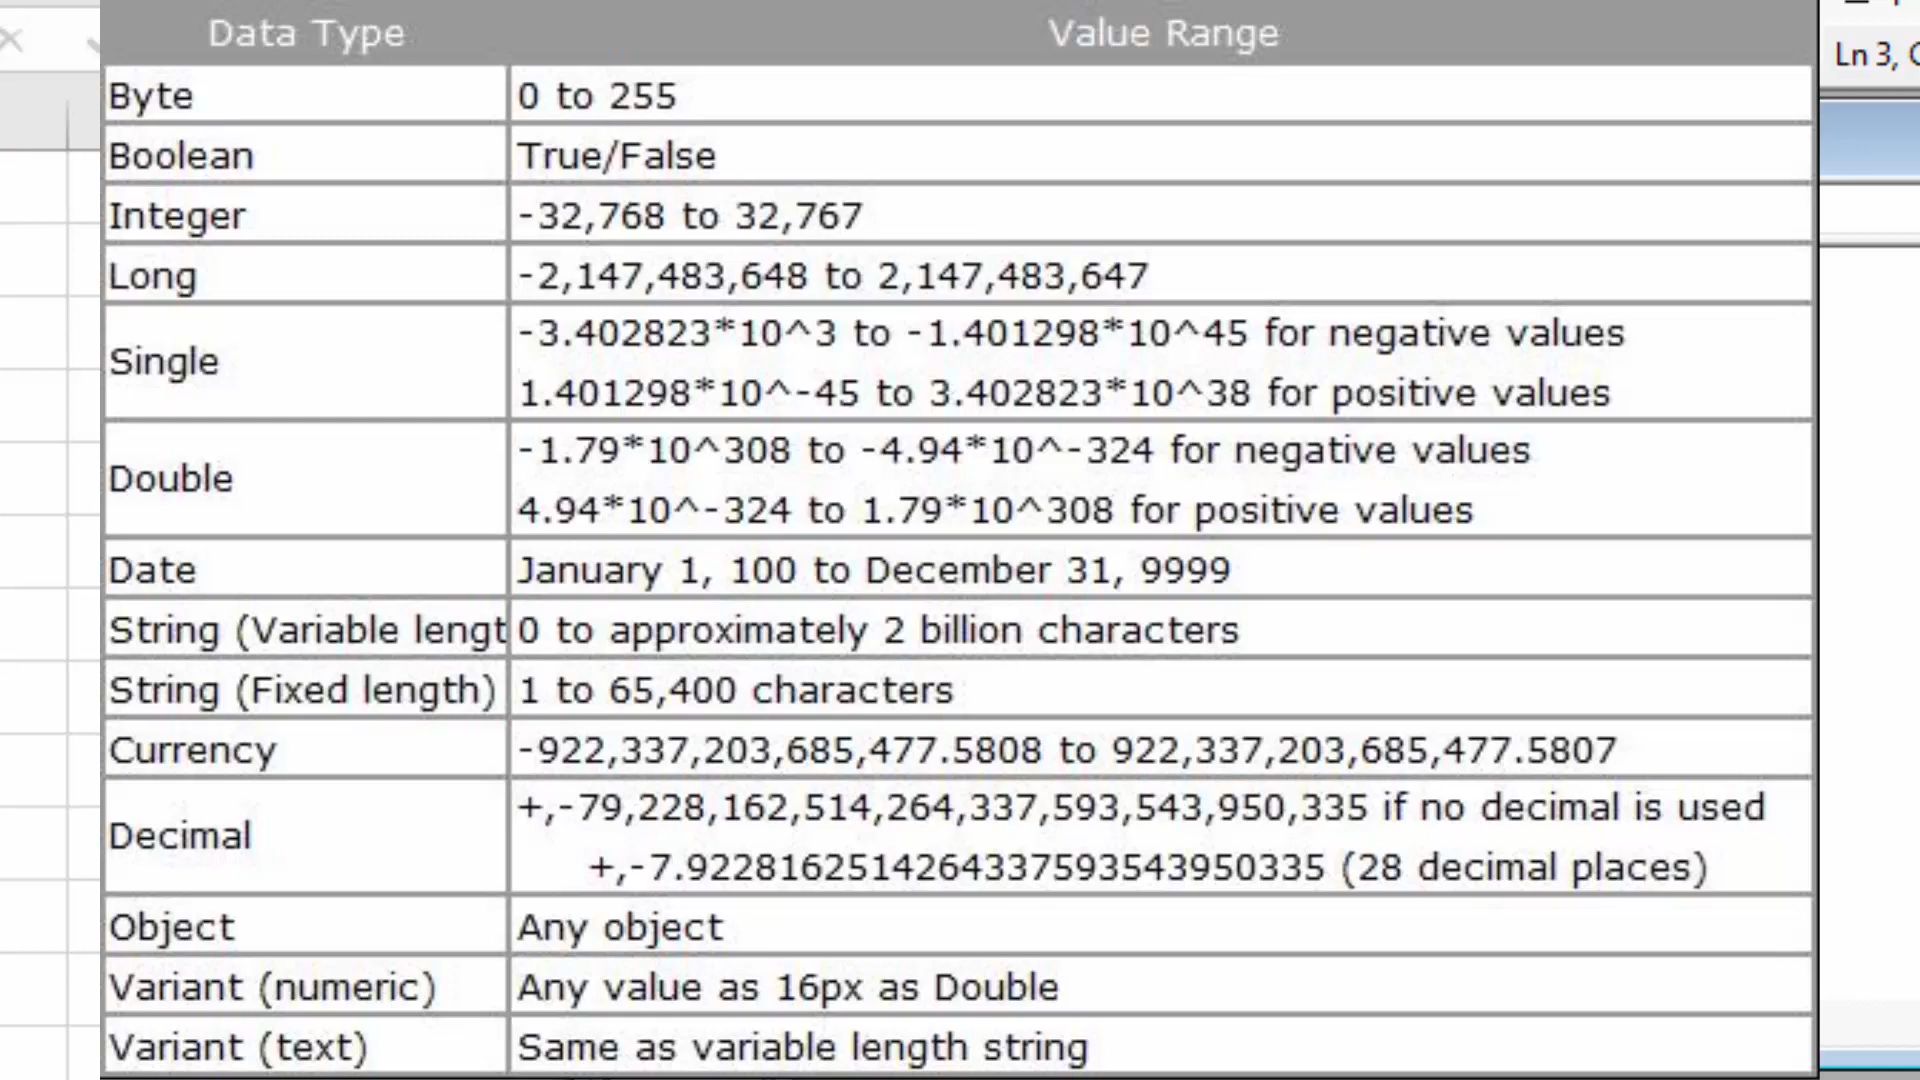 Data Type Value Range
Ln 3,
Byte 0 to 255
Boolean True/False
Integer -32,768 to 32,767
Long -2,147,483,648 to 2,147,483,647
Single -3.402823*10^3 to -1.401298*10^45 for negative values
1.401298*10^-45 to 3.402823*10^38 for positive values
Double -1.79*10^308 to -4.94*10^-324 for negative values
4.94*10^-324 to 1.79*10^308 for positive values
Date January 1, 100 to December 31, 9999
String (Variable lengt 0 to approximately 2 billion characters
String (Fixed length) 1 to 65,400 characters
Currency -922,337,203,685,477.5808 to 922,337,203,685,477.5807
Decimal +,-79,228,162,514,264,337,593,543,950,335 if no decimal is used
+,-7.9228162514264337593543950335 (28 decimal places)
Object Any object
Variant (numeric) Any value as 16px as Double
Variant (text) Same as variable length string